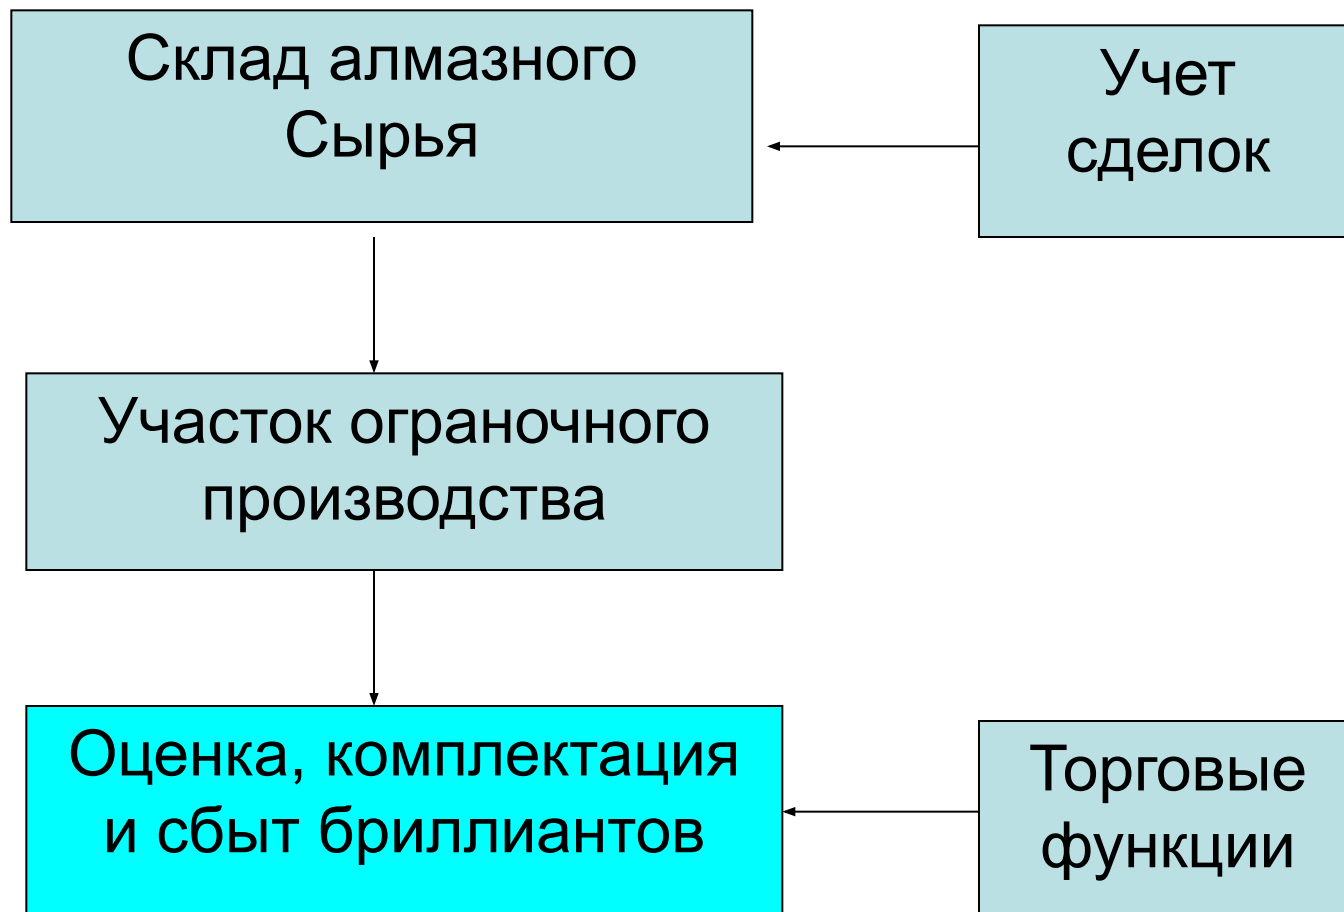 Склад алмазного
Сырья
Учет
сделок
Участок ограночного
производства
Оценка, комплектация
и сбыт бриллиантов
Торговые
функции